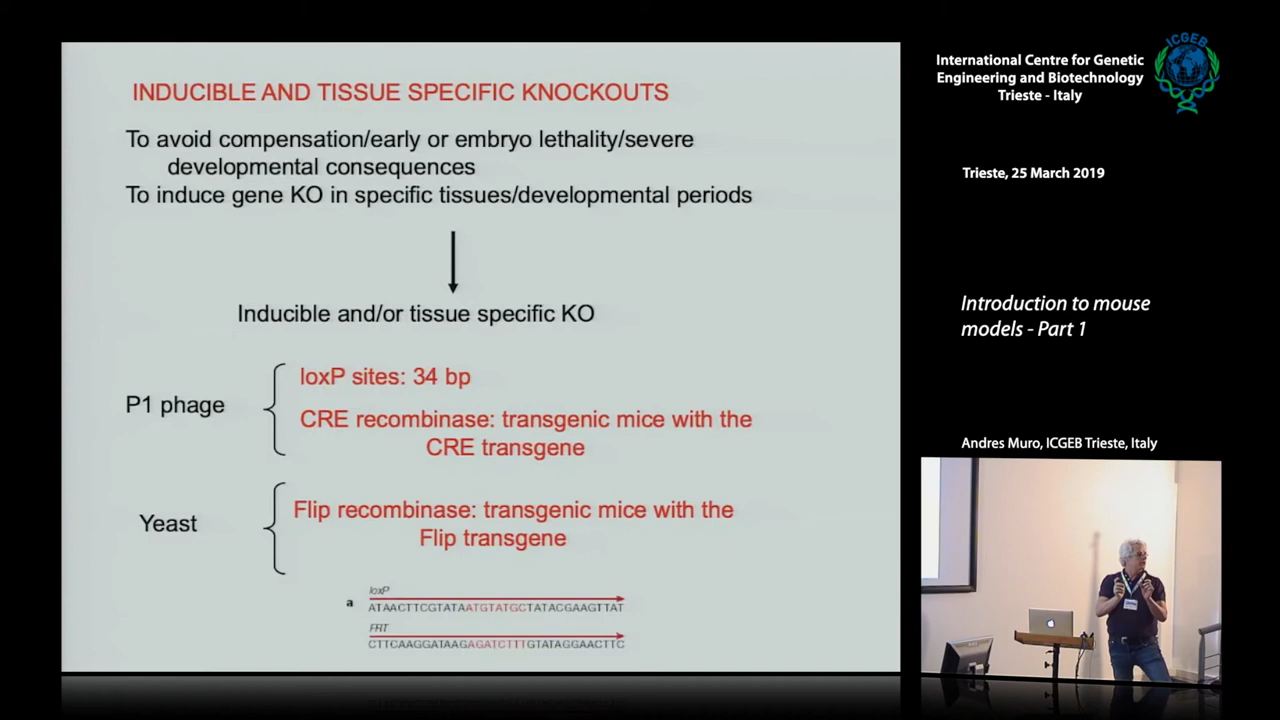 INDUCIBLE AND TISSUE SPECIFIC KNOCKOUTS
To avoid compensation/early or embryo lethality/severe
developmental consequences
To induce gene KO in specific tissues/developmental periods
Inducible and/or tissue specific KO
P1 phage
loxP sites: 34 bp
CRE recombinase: transgenic mice with the
CRE transgene
Yeast
Flip recombinase: transgenic mice with the
Flip transgene
a
loxP
ATAACTTCGTATAATGTATGCTATACGAAGTTAT
FRT
CTTCAAGGATAAGAGATCTTTGTATAGGAACTTC
International Centre for Genetic
Engineering and Biotechnology
Trieste - Italy
ICGEB
Trieste, 25 March 2019
Introduction to mouse
models - Part 1
Andres Muro, ICGEB Trieste, Italy